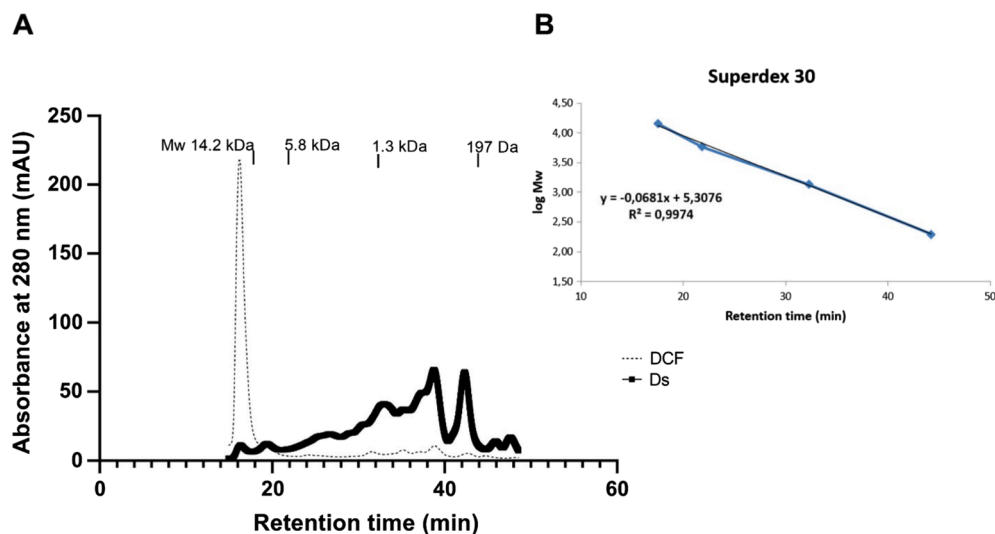 A
Absorbance at 280 nm (mAU)
250
200
150
100
50
0
Mw 14.2 kDa
5.8 kDa
1.3 kDa
197 Da
0
20
40
60
Retention time (min)
B
Superdex 30
log Mw
4,50
4,00
3,50
3,00
2,50
2,00
1,50
y = -0,0681x + 5,3076
R² = 0,9974
10
20
30
40
50
Retention time (min)
DCF
Ds